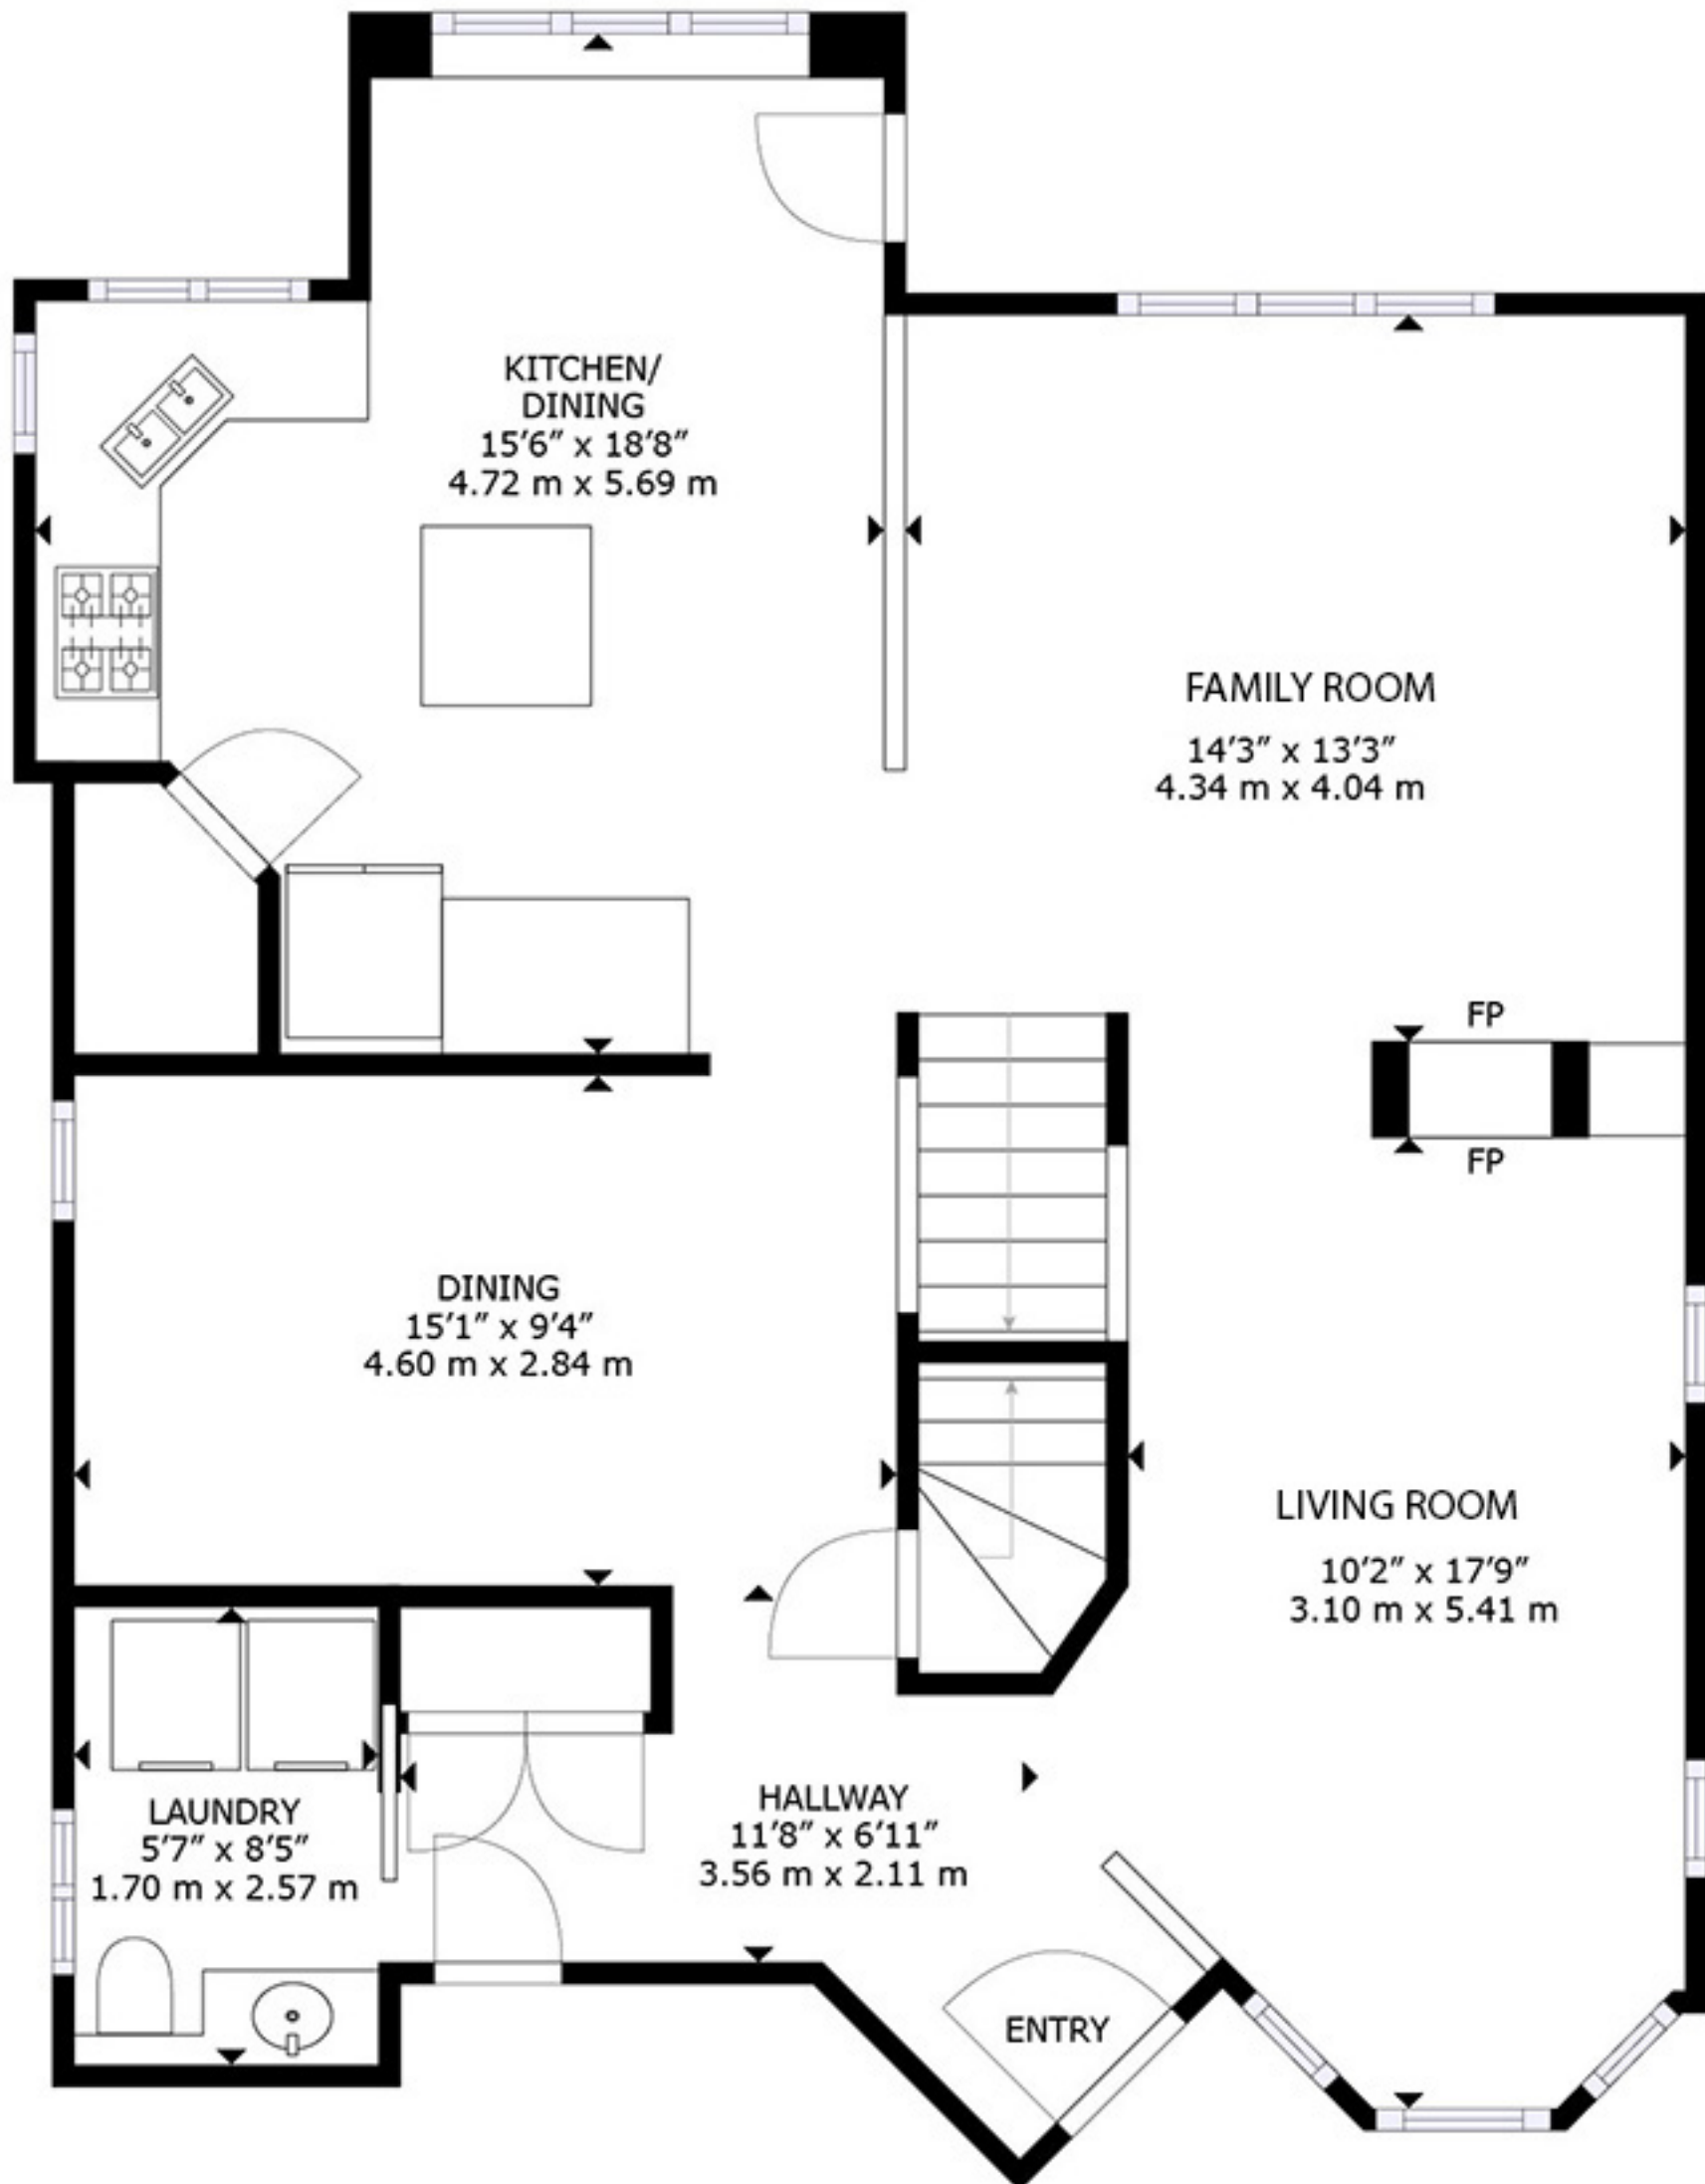 KITCHEN/
DINING
15’6” x 18’8”
4.72 m x 5.69 m
FAMILY ROOM
14’3” x 13’3”
4.34 m x 4.04 m
FP
FP
DINING
15’1” x 9’4”
4.60 m x 2.84 m
LIVING ROOM
10’2” x 17’9”
3.10 m x 5.41 m
LAUNDRY
5’7” x 8’5”
1.70 m x 2.57 m
HALLWAY
11’8” x 6’11”
3.56 m x 2.11 m
ENTRY